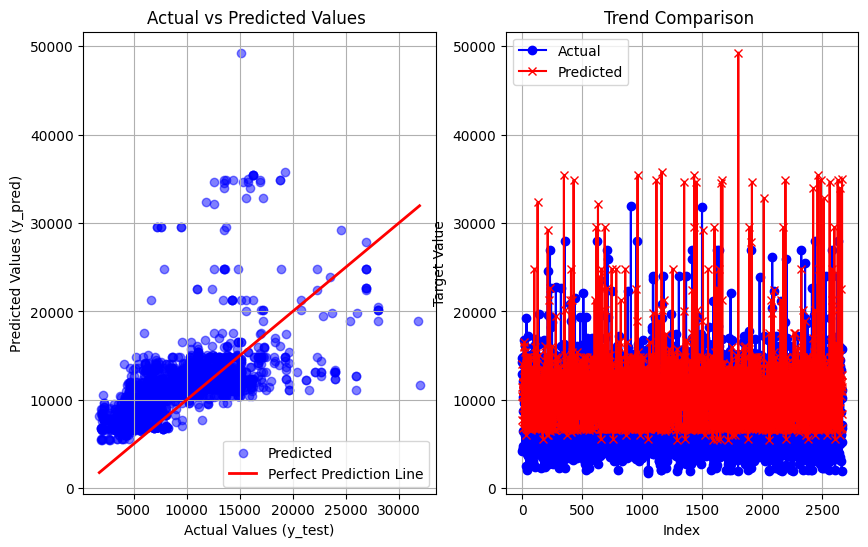 Actual vs Predicted Values
Predicted Values (y_pred)
50000
40000
30000
20000
10000
0
Predicted
Perfect Prediction Line
5000 10000 15000 20000 25000 30000
Actual Values (y_test)
Trend Comparison
Target Value
50000
40000
30000
20000
10000
0
Actual
Predicted
0 500 1000 1500 2000 2500
Index